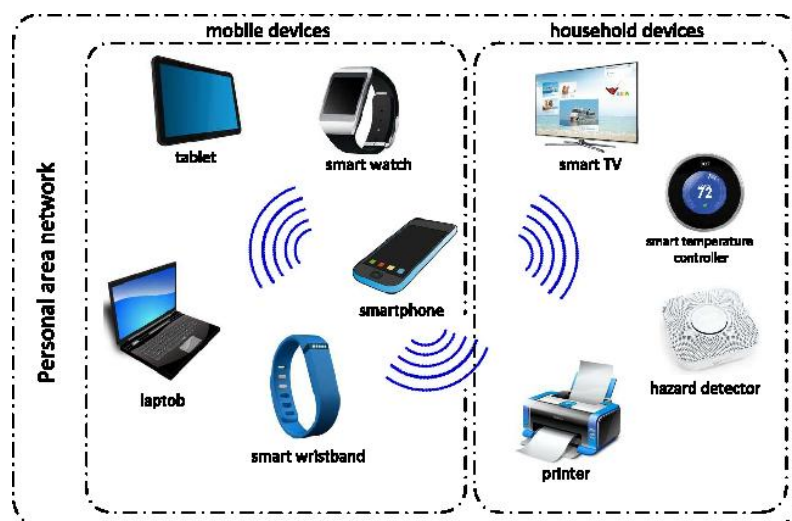 mobile devices
household devices
Personal area network
tablet
smart watch
smart TV
72
smart temperature
controller
smartphone
laptob
smart wristband
hazard detector
printer